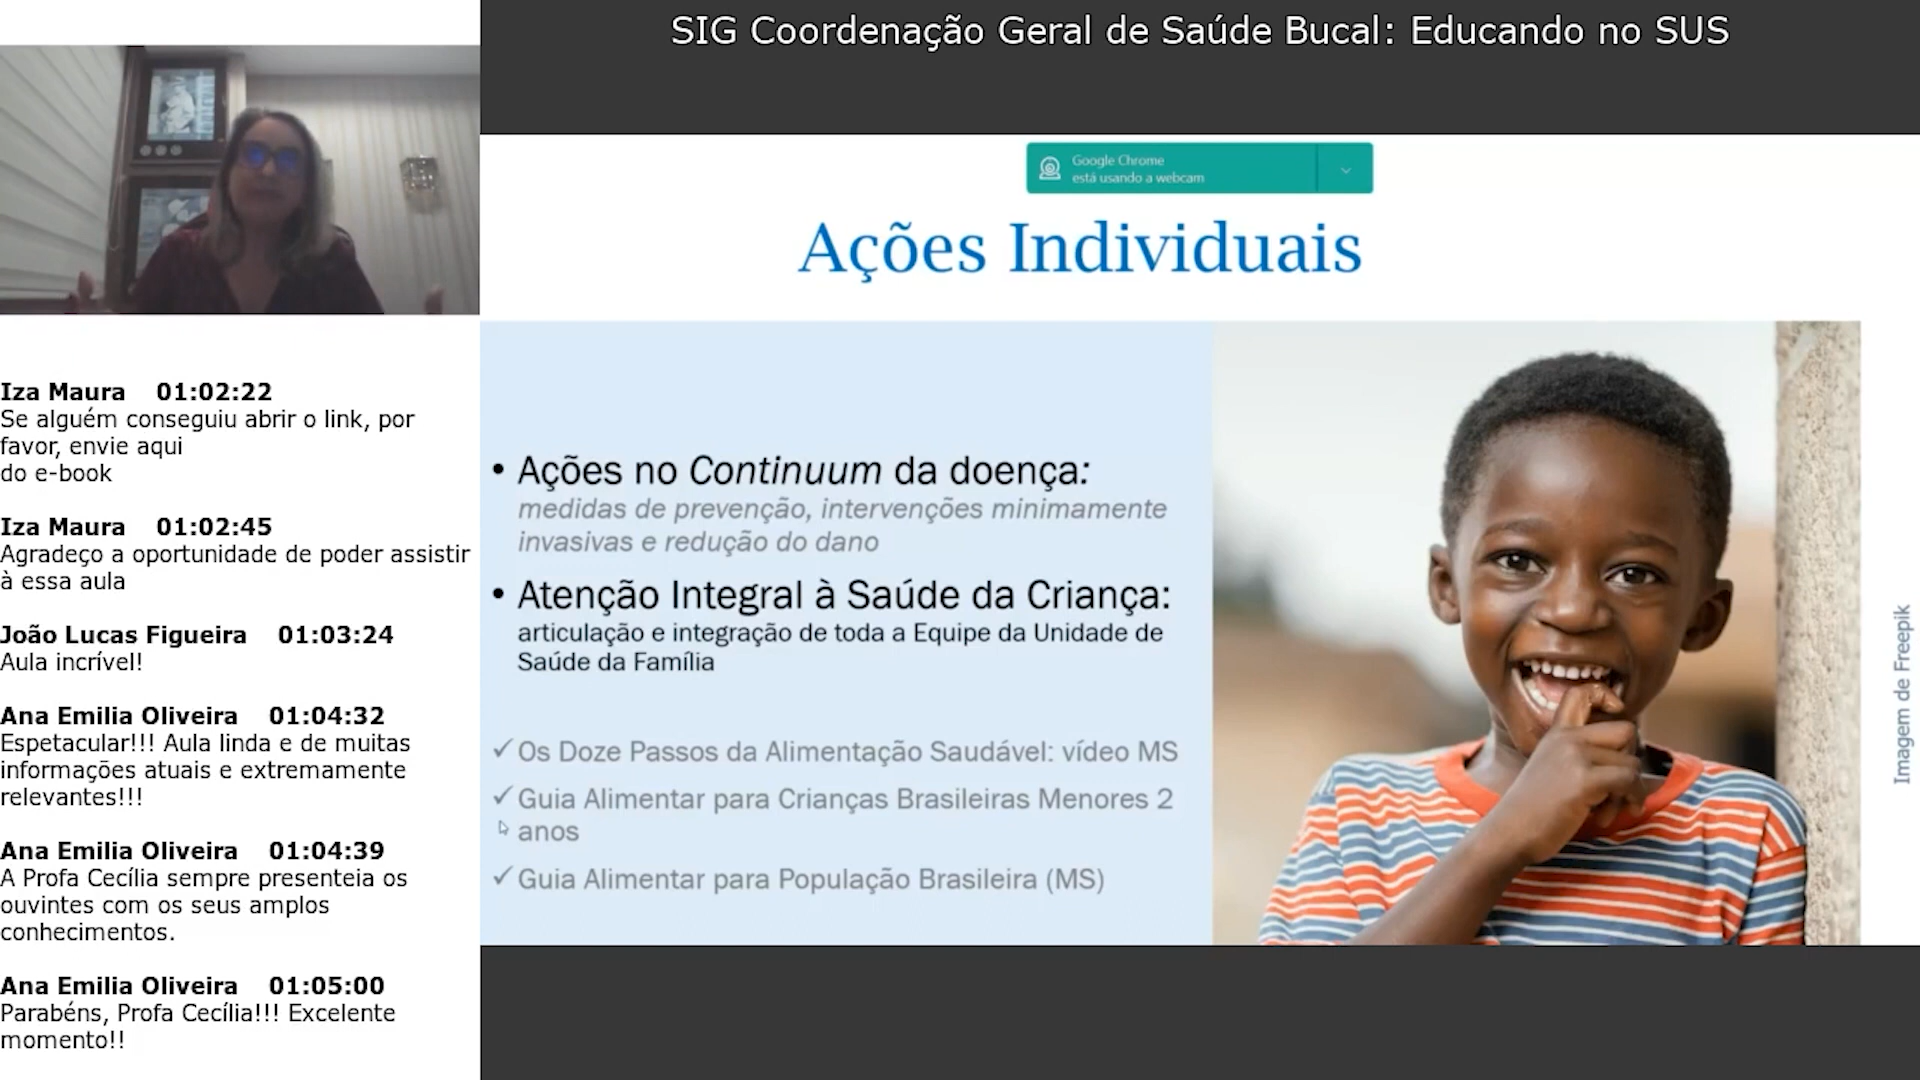 SIG Coordenação Geral de Saúde Bucal: Educando no SUS
Google Chrome
está usando a webcam
Ações Individuais
• Ações no Continuum da doença:
medidas de prevenção, intervenções minimamente
invasivas e redução do dano
• Atenção Integral à Saúde da Criança:
articulação e integração de toda a Equipe da Unidade de
Saúde da Família
✓ Os Doze Passos da Alimentação Saudável: vídeo MS
✓ Guia Alimentar para Crianças Brasileiras Menores 2
anos
✓ Guia Alimentar para População Brasileira (MS)
Imagem de Freepik
Iza Maura 01:02:22
Se alguém conseguiu abrir o link, por
favor, envie aqui
do e-book
Iza Maura 01:02:45
Agradeço a oportunidade de poder assistir
à essa aula
João Lucas Figueira 01:03:24
Aula incrível!
Ana Emilia Oliveira 01:04:32
Espetacular!!! Aula linda e de muitas
informações atuais e extremamente
relevantes!!!
Ana Emilia Oliveira 01:04:39
A Profa Cecília sempre presenteia os
ouvintes com os seus amplos
conhecimentos.
Ana Emilia Oliveira 01:05:00
Parabéns, Profa Cecília!!! Excelente
momento!!